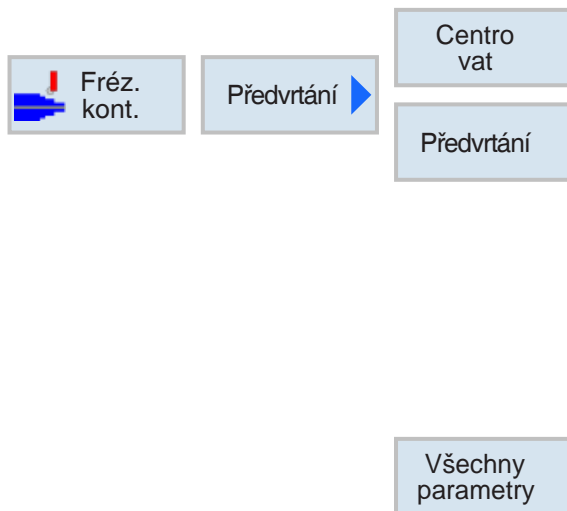 Fréz.
kont.
Předvrtání
Centro
vat
Předvrtání
Všechny
parametry